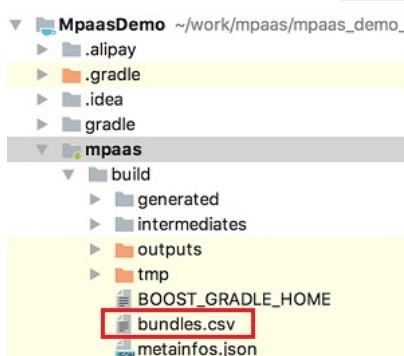 MpaasDemo ~/work/mpaas/mpaas_demo_
.alipay
.gradle
.idea
gradle
mpaas
build
generated
intermediates
outputs
tmp
BOOST_GRADLE_HOME
bundles.csv
metainfos.json